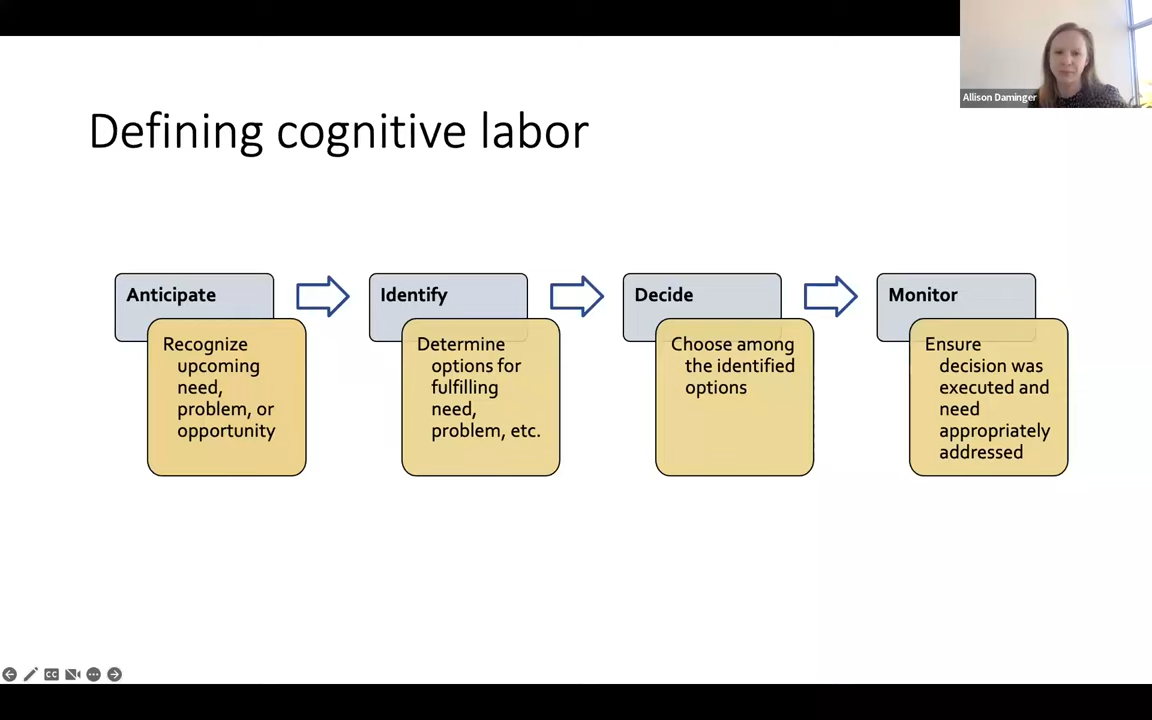 Allison Daminger
Defining cognitive labor
Anticipate
Recognize
upcoming
need,
problem, or
opportunity
Identify
Determine
options for
fulfilling
need,
problem, etc.
Decide
Choose among
the identified
options
Monitor
Ensure
decision was
executed and
need
appropriately
addressed
CC